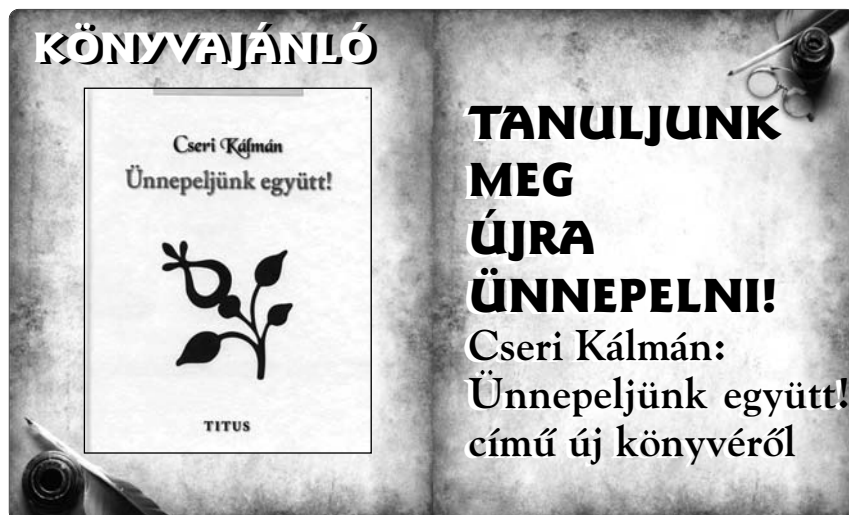 KÖNYVAJÁNLÓ
Cseri Kálmán
Ünnepeljünk együtt!
TITUS
TANULJUNK
MEG
ÚJRA
ÜNNEPELNI!
Cseri Kálmán:
Ünnepeljünk együtt!
című új könyvéről